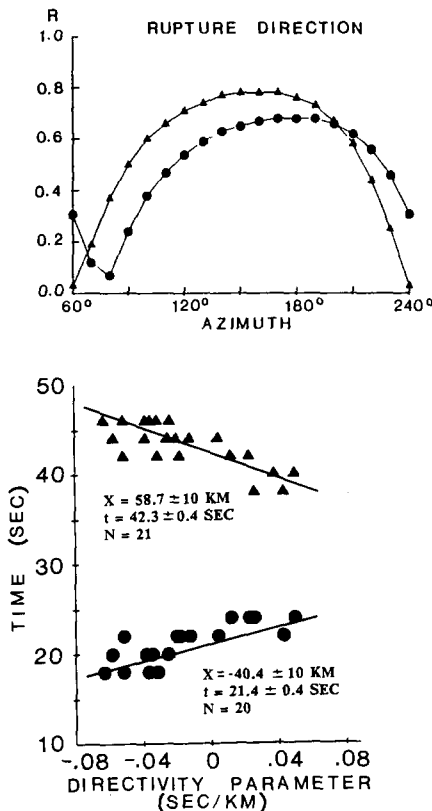 R
RUPTURE DIRECTION
1.0
0.8
0.6
0.4
0.2
0.0
60° 120° 180° 240°
AZIMUTH
50
40
30
20
10
TIME (SEC)
X = 58.7 ± 10 KM
t = 42.3 ± 0.4 SEC
N = 21
X = -40.4 ± 10 KM
t = 21.4 ± 0.4 SEC
N = 20
-.08 -.04 0 .04 .08
DIRECTIVITY PARAMETER
(SEC/KM)